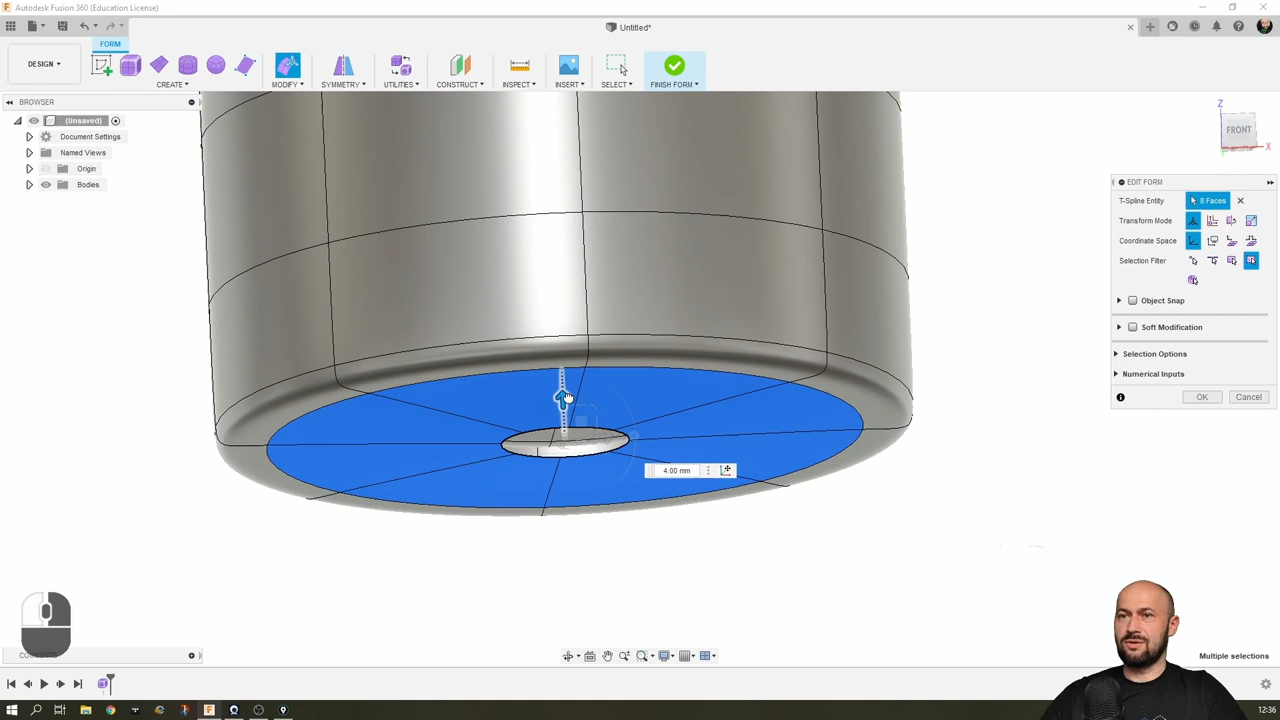 Autodesk Fusion 360 (Education License)
Untitled*
FORM
DESIGN
CREATE
MODIFY
SYMMETRY
UTILITIES
CONSTRUCT
INSPECT
INSERT
SELECT
FINISH FORM
BROWSER
(Unsaved)
Document Settings
Named Views
Origin
Bodies
Z
FRONT
X
EDIT FORM
T-Spline Entity
8 Faces
Transform Mode
Coordinate Space
Selection Filter
Object Snap
Soft Modification
Selection Options
Numerical Inputs
OK
Cancel
4.00 mm
COMMENTS
Multiple selections
12:36